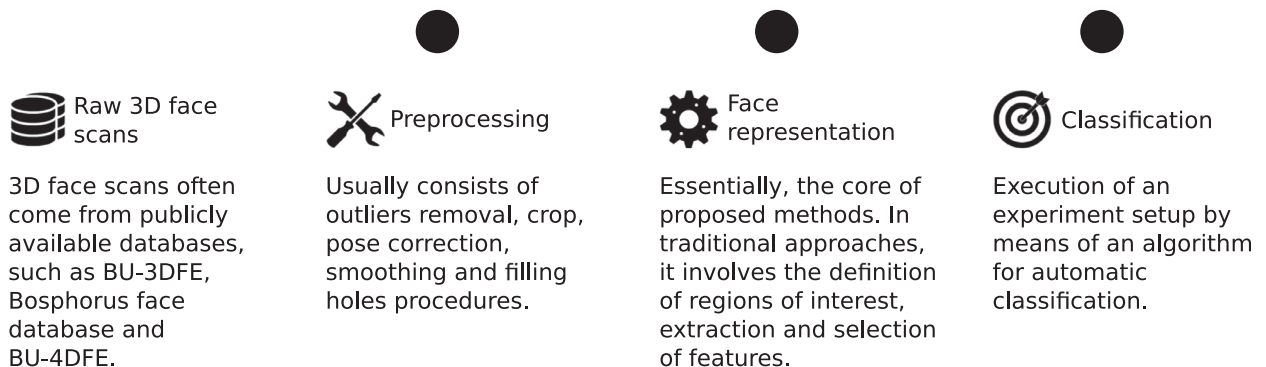 Raw 3D face
scans
3D face scans often
come from publicly
available databases,
such as BU-3DFE,
Bosphorus face
database and
BU-4DFE.
Preprocessing
Usually consists of
outliers removal, crop,
pose correction,
smoothing and filling
holes procedures.
Face
representation
Essentially, the core of
proposed methods. In
traditional approaches,
it involves the definition
of regions of interest,
extraction and selection
of features.
Classification
Execution of an
experiment setup by
means of an algorithm
for automatic
classification.